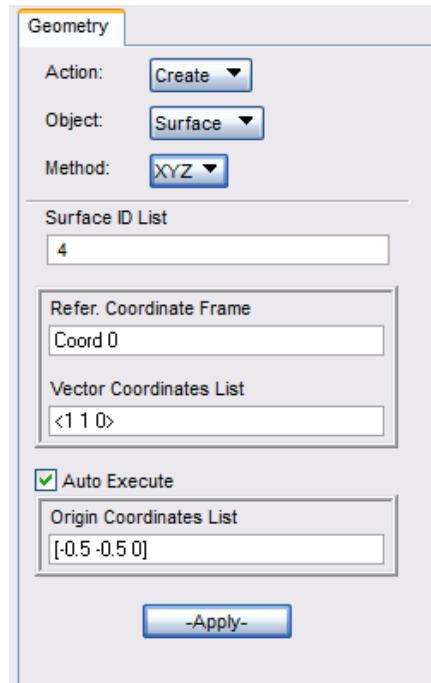 Geometry
Action: Create
Object: Surface
Method: XYZ
Surface ID List
4
Refer. Coordinate Frame
Coord 0
Vector Coordinates List
<1 1 0>
Auto Execute
Origin Coordinates List
[-0.5 -0.5 0]
-Apply-